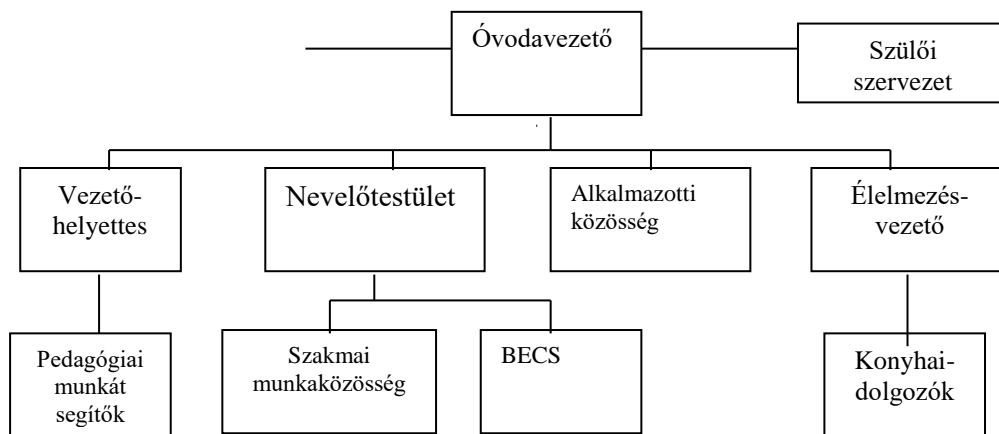 Óvodavezető
Szülői
szervezet
Vezető-
helyettes
Nevelőtestület
Alkalmazotti
közösség
Élelmezés-
vezető
Pedagógiai
munkát
segítők
Szakmai
munkaközösség
BECS
Konyhai-
dolgozók